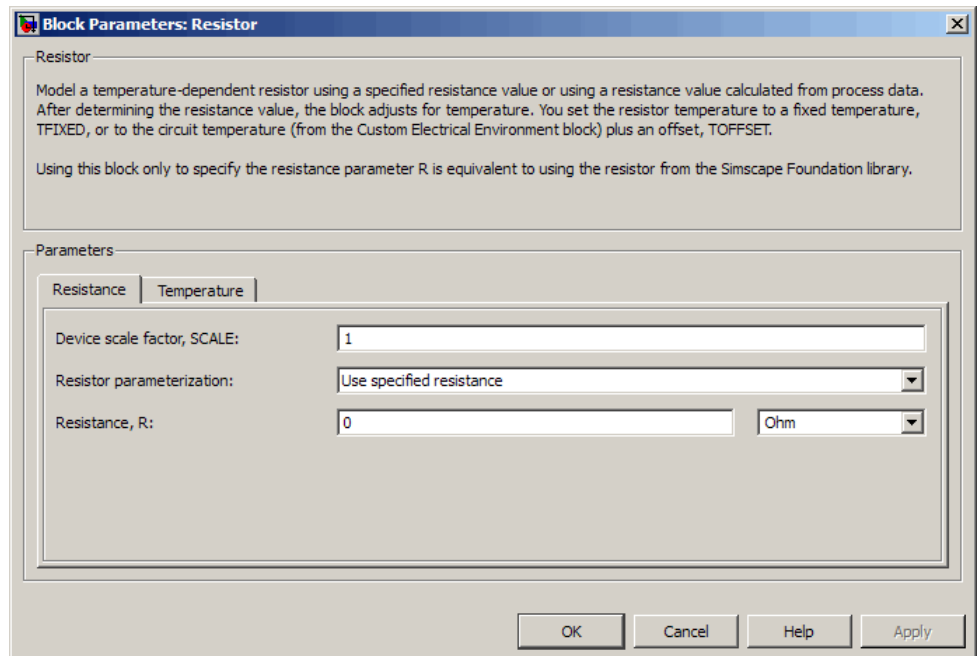 Block Parameters: Resistor
Resistor
Model a temperature-dependent resistor using a specified resistance value or using a resistance value calculated from process data.
After determining the resistance value, the block adjusts for temperature. You set the resistor temperature to a fixed temperature,
TFIXED, or to the circuit temperature (from the Custom Electrical Environment block) plus an offset, TOFFSET.
Using this block only to specify the resistance parameter R is equivalent to using the resistor from the Simscape Foundation library.
Parameters
Resistance Temperature
Device scale factor, SCALE: 1
Resistor parameterization: Use specified resistance
Resistance, R: 0 Ohm
OK Cancel Help Apply